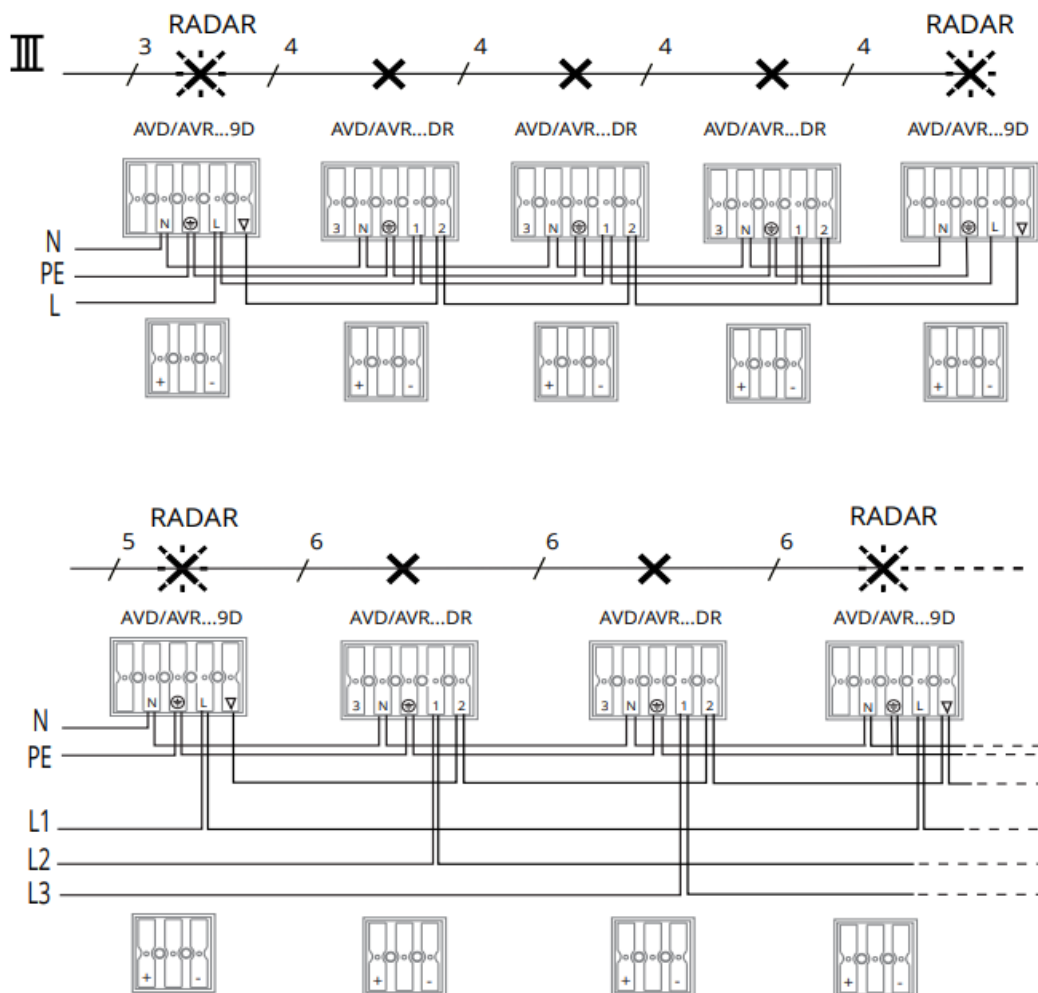 III
RADAR RADAR
3 4 4 4 4
AVD/AVR...9D AVD/AVR...DR AVD/AVR...DR AVD/AVR...DR AVD/AVR...9D
N L 3 N 1 2 3 N 1 2 3 N 1 2 N L
N
PE
L
+ - + - + - + - + -
RADAR RADAR
5 6 6 6
AVD/AVR...9D AVD/AVR...DR AVD/AVR...DR AVD/AVR...9D
N L 3 N 1 2 3 N 1 2 N L
N
PE
L1
L2
L3
+ - + - + - + -